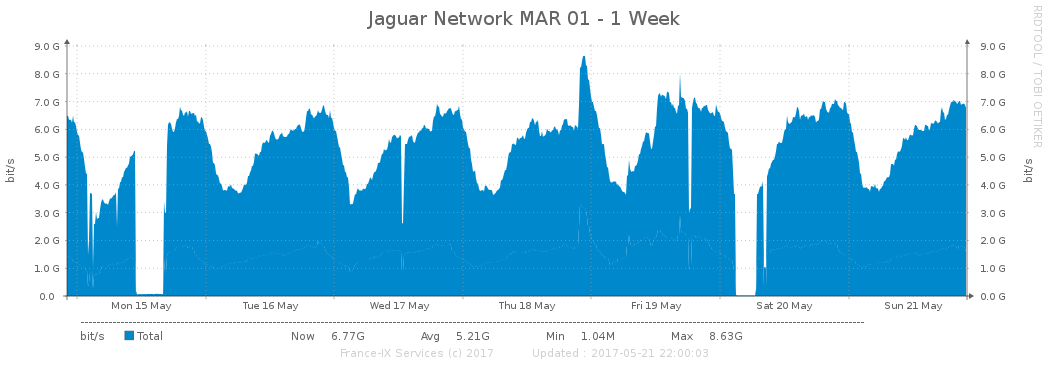 Jaguar Network MAR 01 - 1 Week
RRDTOOL / TOBI OETIKER
bit/s
9.0 G
8.0 G
7.0 G
6.0 G
5.0 G
4.0 G
3.0 G
2.0 G
1.0 G
0.0
9.0 G
8.0 G
7.0 G
6.0 G
5.0 G
4.0 G
3.0 G
2.0 G
1.0 G
0.0 G
bit/s
Mon 15 May Tue 16 May Wed 17 May Thu 18 May Fri 19 May Sat 20 May Sun 21 May
bit/s Total Now 6.77G Avg 5.21G Min 1.04M Max 8.63G
France-IX Services (c) 2017 Updated : 2017-05-21 22:00:03